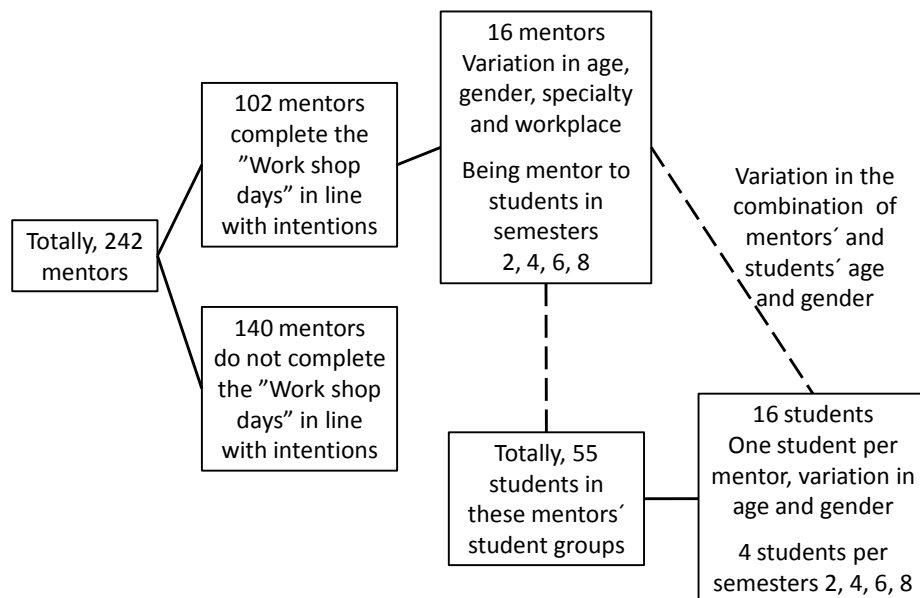 Totally, 242
mentors
102 mentors
complete the
”Work shop
days” in line
with intentions
140 mentors
do not complete
the ”Work shop
days” in line
with intentions
16 mentors
Variation in age,
gender, specialty
and workplace
Being mentor to
students in
semesters
2, 4, 6, 8
Variation in the
combination of
mentors´ and
students´ age
and gender
Totally, 55
students in
these mentors´
student groups
16 students
One student per
mentor, variation in
age and gender
4 students per
semesters 2, 4, 6, 8